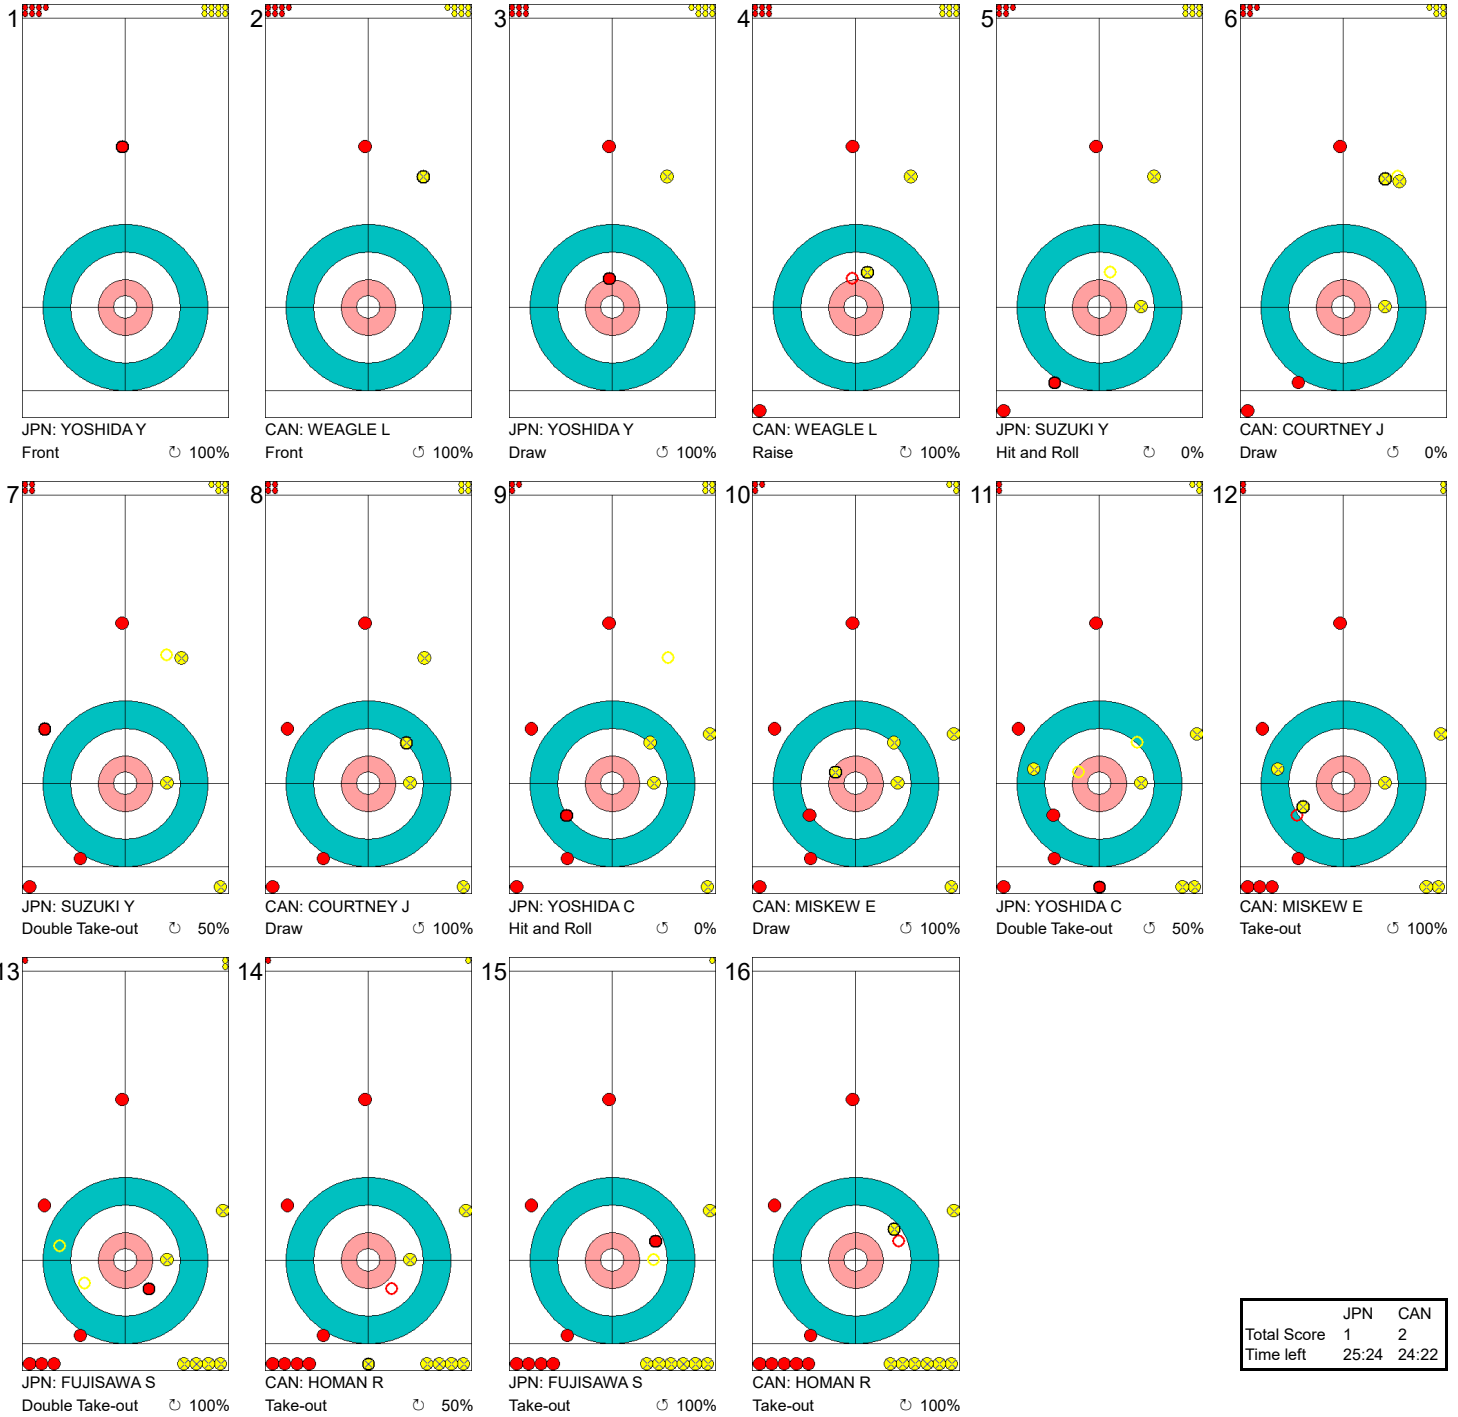 1
JPN: YOSHIDA Y
Front ↻ 100%
2
CAN: WEAGLE L
Front ↺ 100%
3
JPN: YOSHIDA Y
Draw ↺ 100%
4
CAN: WEAGLE L
Raise ↺ 100%
5
JPN: SUZUKI Y
Hit and Roll ↻ 0%
6
CAN: COURTNEY J
Draw ↺ 0%
7
JPN: SUZUKI Y
Double Take-out ↻ 50%
8
CAN: COURTNEY J
Draw ↺ 100%
9
JPN: YOSHIDA C
Hit and Roll ↺ 0%
10
CAN: MISKEW E
Draw ↺ 100%
11
JPN: YOSHIDA C
Double Take-out ↺ 50%
12
CAN: MISKEW E
Take-out ↺ 100%
13
JPN: FUJISAWA S
Double Take-out ↻ 100%
14
CAN: HOMAN R
Take-out ↻ 50%
15
JPN: FUJISAWA S
Take-out ↻ 100%
16
CAN: HOMAN R
Take-out ↻ 100%
JPN CAN
Total Score 1 2
Time left 25:24 24:22